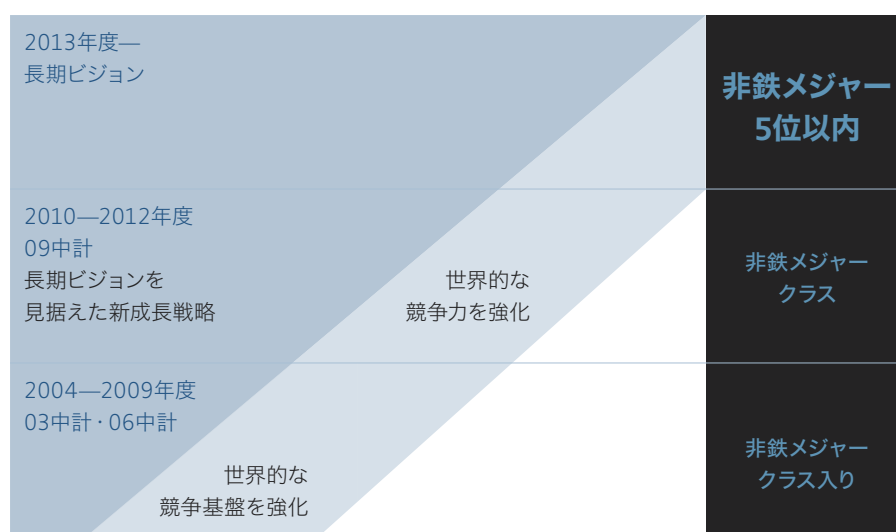 2013年度—
長期ビジョン
非鉄メジャー
5位以内
2010—2012年度
09中計
長期ビジョンを
見据えた新成長戦略
世界的な
競争力を強化
非鉄メジャー
クラス
2004—2009年度
03中計・06中計
世界的な
競争基盤を強化
非鉄メジャー
クラス入り